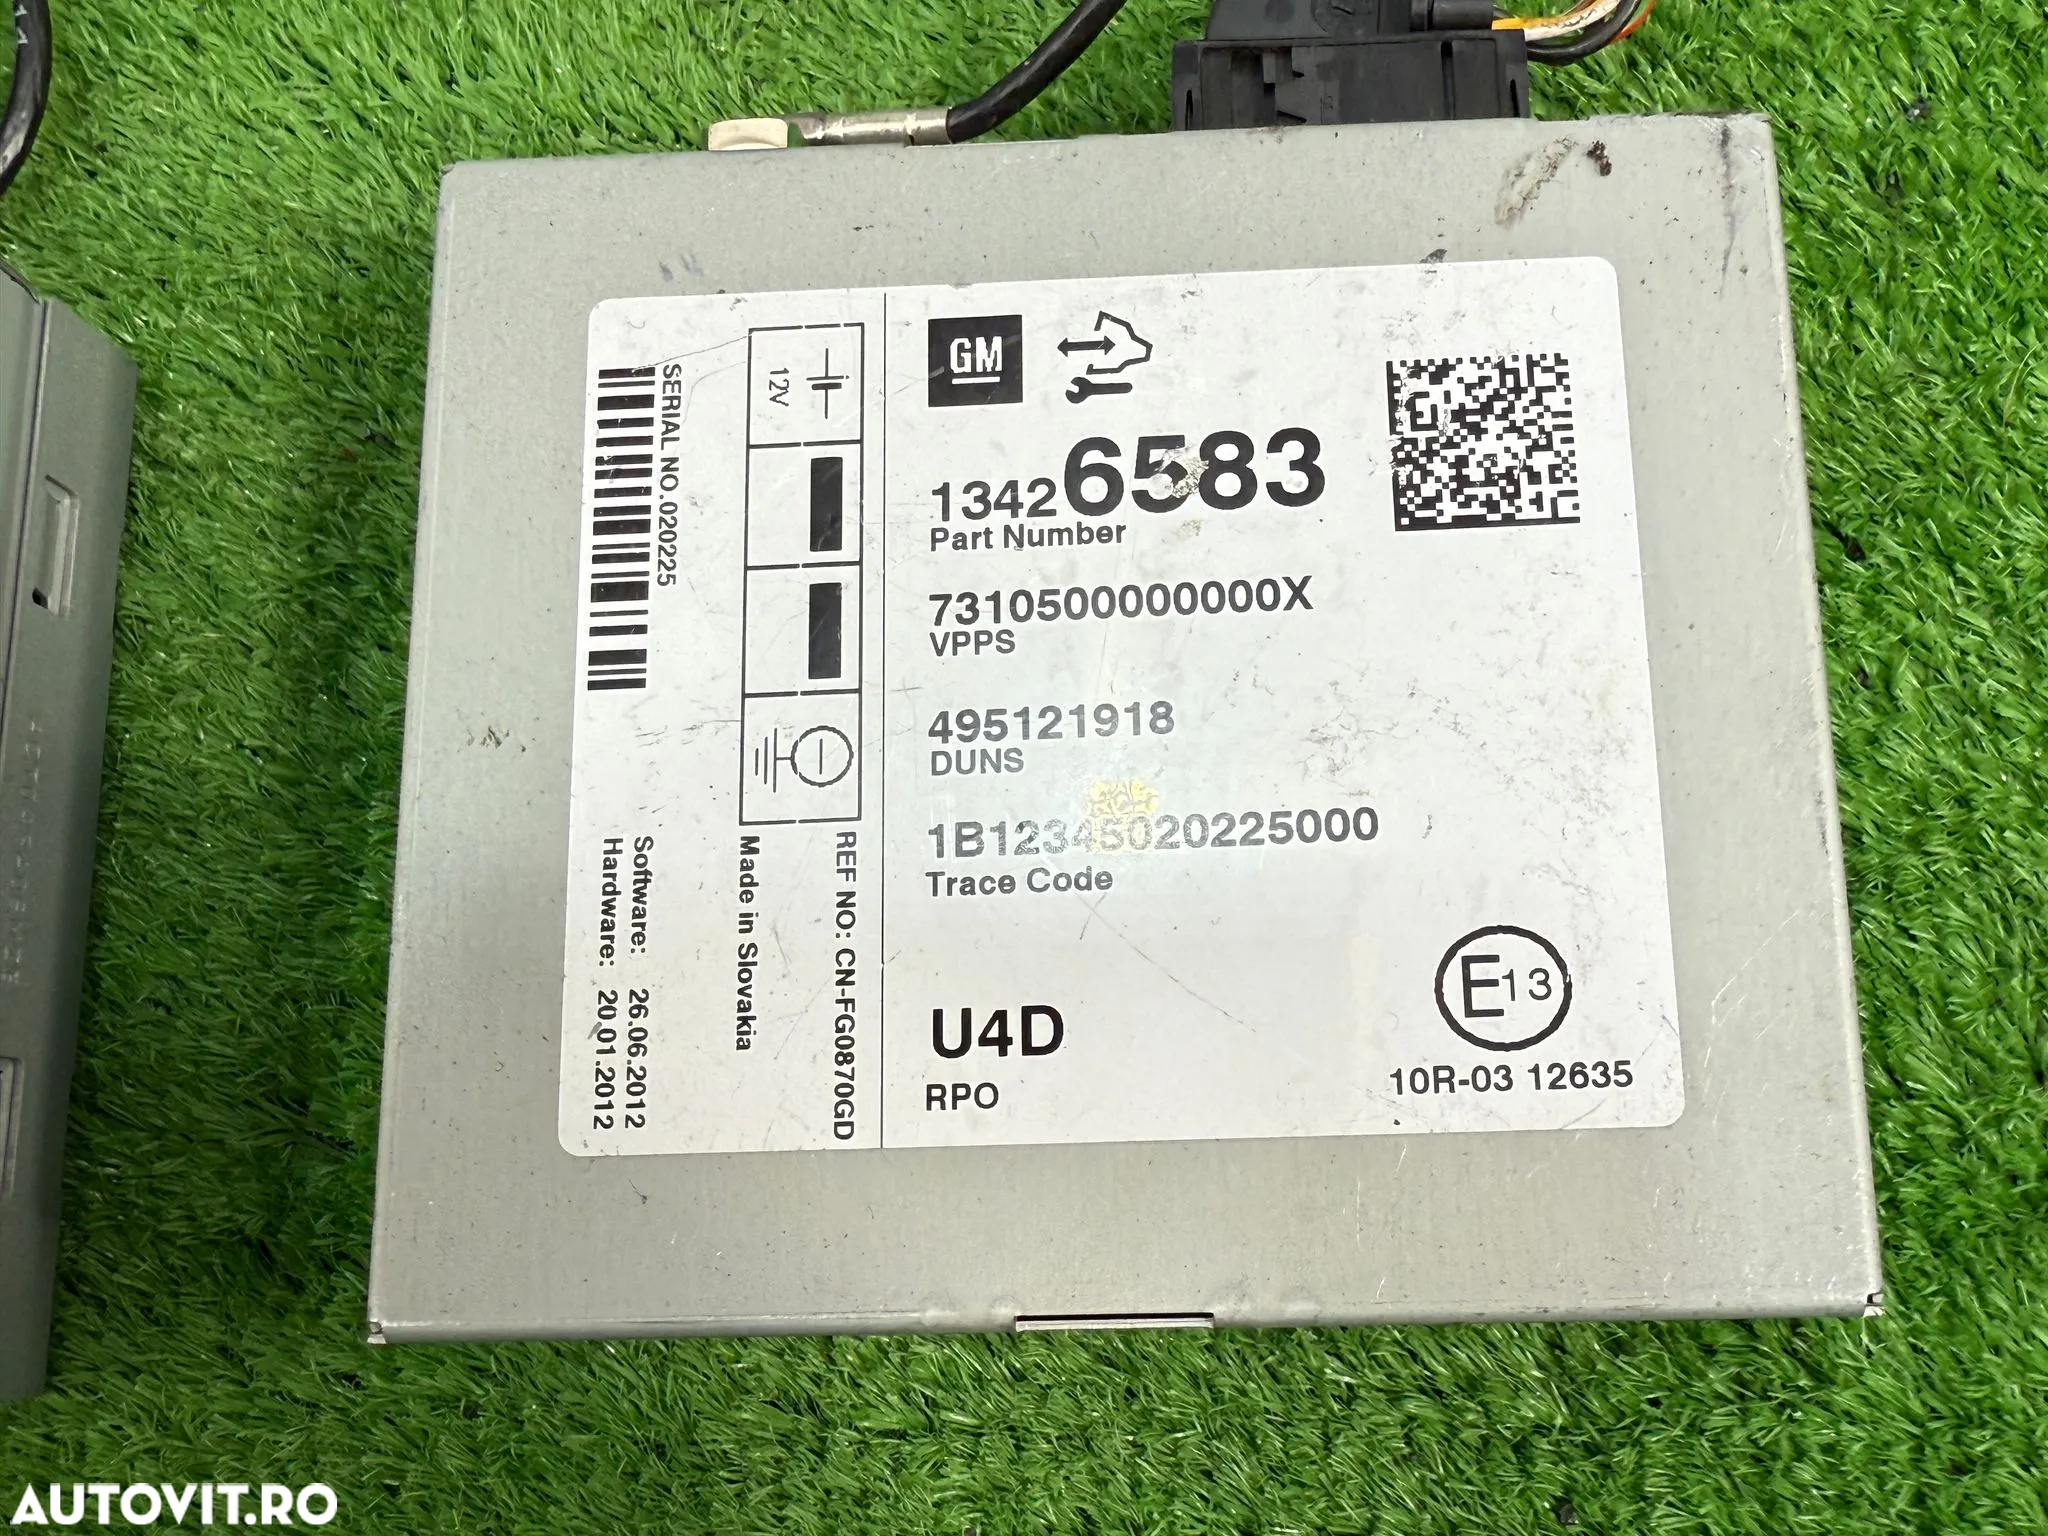 GM
13426583
Part Number
7310500000000X
VPPS
495121918
DUNS
1B12345020225000
Trace Code
U4D
RPO
E13
10R-03 12635
12V
REF NO: CN-FG0870GD
Made in Slovakia
SERIAL NO.020225
Software: 26.06.2012
Hardware: 20.01.2012
AUTOVIT.RO